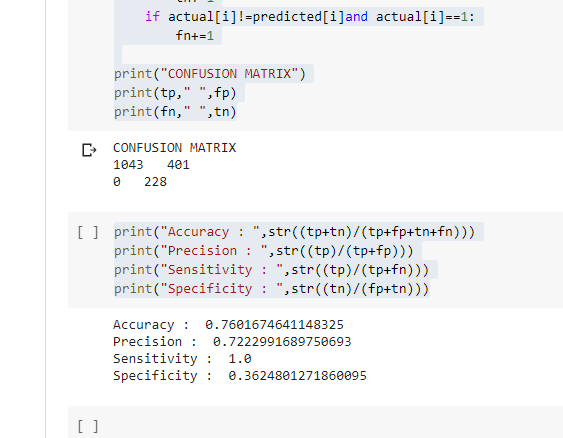 if actual[i]!=predicted[i]and actual[i]==1:
fn+=1
print("CONFUSION MATRIX")
print(tp," ",fp)
print(fn," ",tn)
CONFUSION MATRIX
1043 401
0 228
[ ] print("Accuracy : ",str((tp+tn)/(tp+fp+tn+fn)))
print("Precision : ",str((tp)/(tp+fp)))
print("Sensitivity : ",str((tp)/(tp+fn)))
print("Specificity : ",str((tn)/(fp+tn)))
Accuracy : 0.7601674641148325
Precision : 0.7222991689750693
Sensitivity : 1.0
Specificity : 0.3624801271860095
[ ]